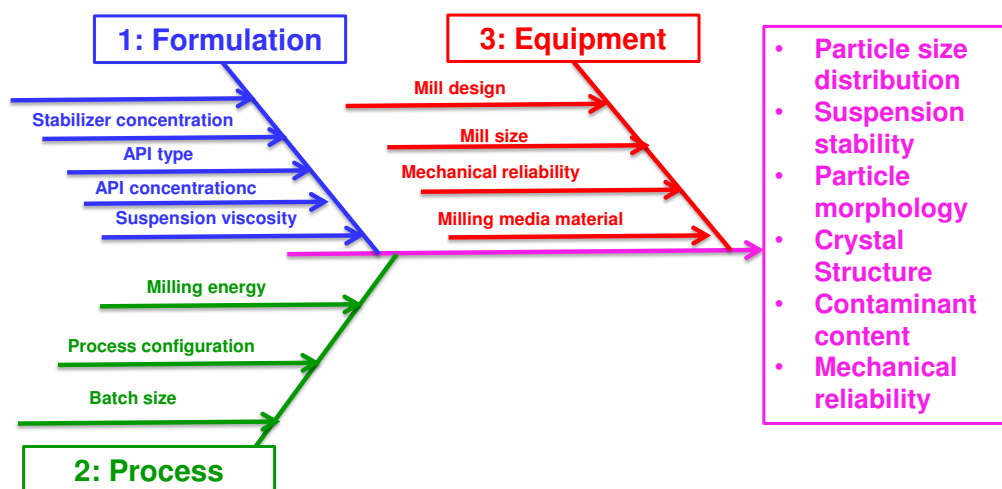 1: Formulation
Stabilizer concentration
API type
API concentrationc
Suspension viscosity
3: Equipment
Mill design
Mill size
Mechanical reliability
Milling media material
Milling energy
Process configuration
Batch size
2: Process
• Particle size
distribution
• Suspension
stability
• Particle
morphology
• Crystal
Structure
• Contaminant
content
• Mechanical
reliability